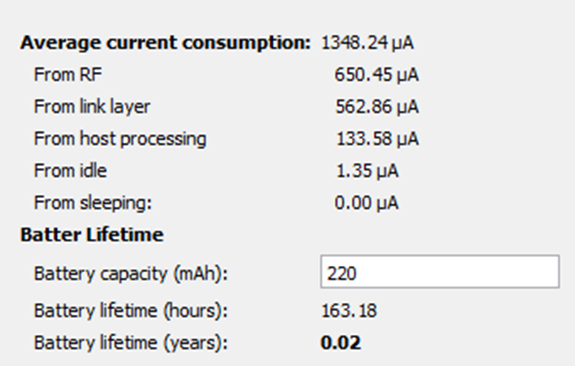 Average current consumption: 1348.24 µA
From RF 650.45 µA
From link layer 562.86 µA
From host processing 133.58 µA
From idle 1.35 µA
From sleeping: 0.00 µA
Batter Lifetime
Battery capacity (mAh): 220
Battery lifetime (hours): 163.18
Battery lifetime (years): 0.02